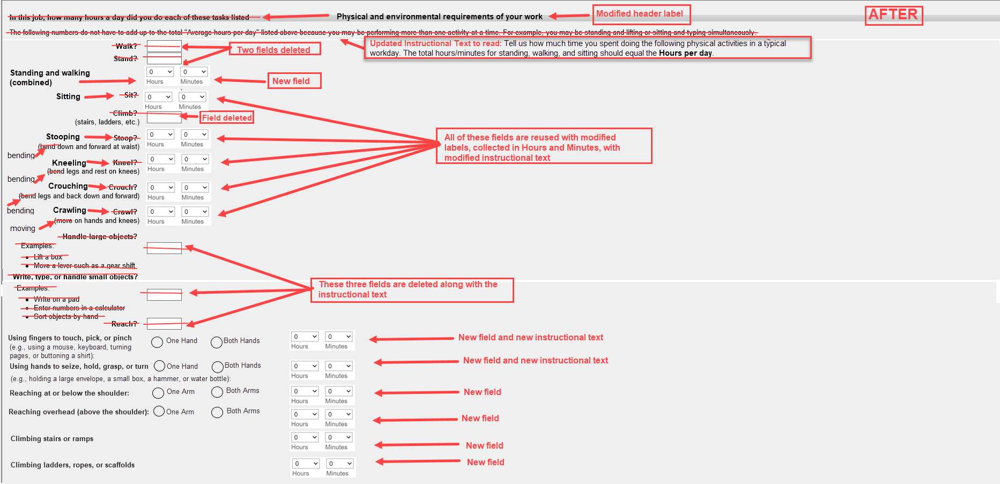 In this job, how many hours a day did you do each of these tasks listed
Physical and environmental requirements of your work
Modified header label
AFTER
The following numbers do not have to add up to the total "Average hours per day" listed above because you may be performing more than one activity at a time. For example, you may be standing and lifting or sitting and typing simultaneously.
Updated Instructional Text to read: Tell us how much time you spent doing the following physical activities in a typical
workday. The total hours/minutes for standing, walking, and sitting should equal the Hours per day.
Walk?
Two fields deleted
Stand?
Standing and walking
(combined)
0 0
Hours Minutes
New field
Sitting Sit?
0 0
Hours Minutes
Climb?
(stairs, ladders, etc.)
Field deleted
Stooping Stoop?
(bend down and forward at waist)
bending
0 0
Hours Minutes
All of these fields are reused with modified
labels, collected in Hours and Minutes, with
modified instructional text
Kneeling Kneel?
(bend legs and rest on knees)
bending
0 0
Hours Minutes
Crouching Crouch?
(bend legs and back down and forward)
bending
0 0
Hours Minutes
Crawling Crawl?
(move on hands and knees)
moving
0 0
Hours Minutes
Handle large objects?
Examples:
• Lift a box
• Move a lever such as a gear shift
Write, type, or handle small objects?
Examples:
• Write on a pad
• Enter numbers in a calculator
• Sort objects by hand
These three fields are deleted along with the
instructional text
Reach?
Using fingers to touch, pick, or pinch
(e.g., using a mouse, keyboard, turning
pages, or buttoning a shirt):
One Hand Both Hands
0 0
Hours Minutes
New field and new instructional text
Using hands to seize, hold, grasp, or turn
One Hand Both Hands
(e.g., holding a large envelope, a small box, a hammer, or water bottle):
0 0
Hours Minutes
New field and new instructional text
Reaching at or below the shoulder:
One Arm Both Arms
0 0
Hours Minutes
New field
Reaching overhead (above the shoulder):
One Arm Both Arms
0 0
Hours Minutes
New field
Climbing stairs or ramps
0 0
Hours Minutes
New field
Climbing ladders, ropes, or scaffolds
0 0
Hours Minutes
New field